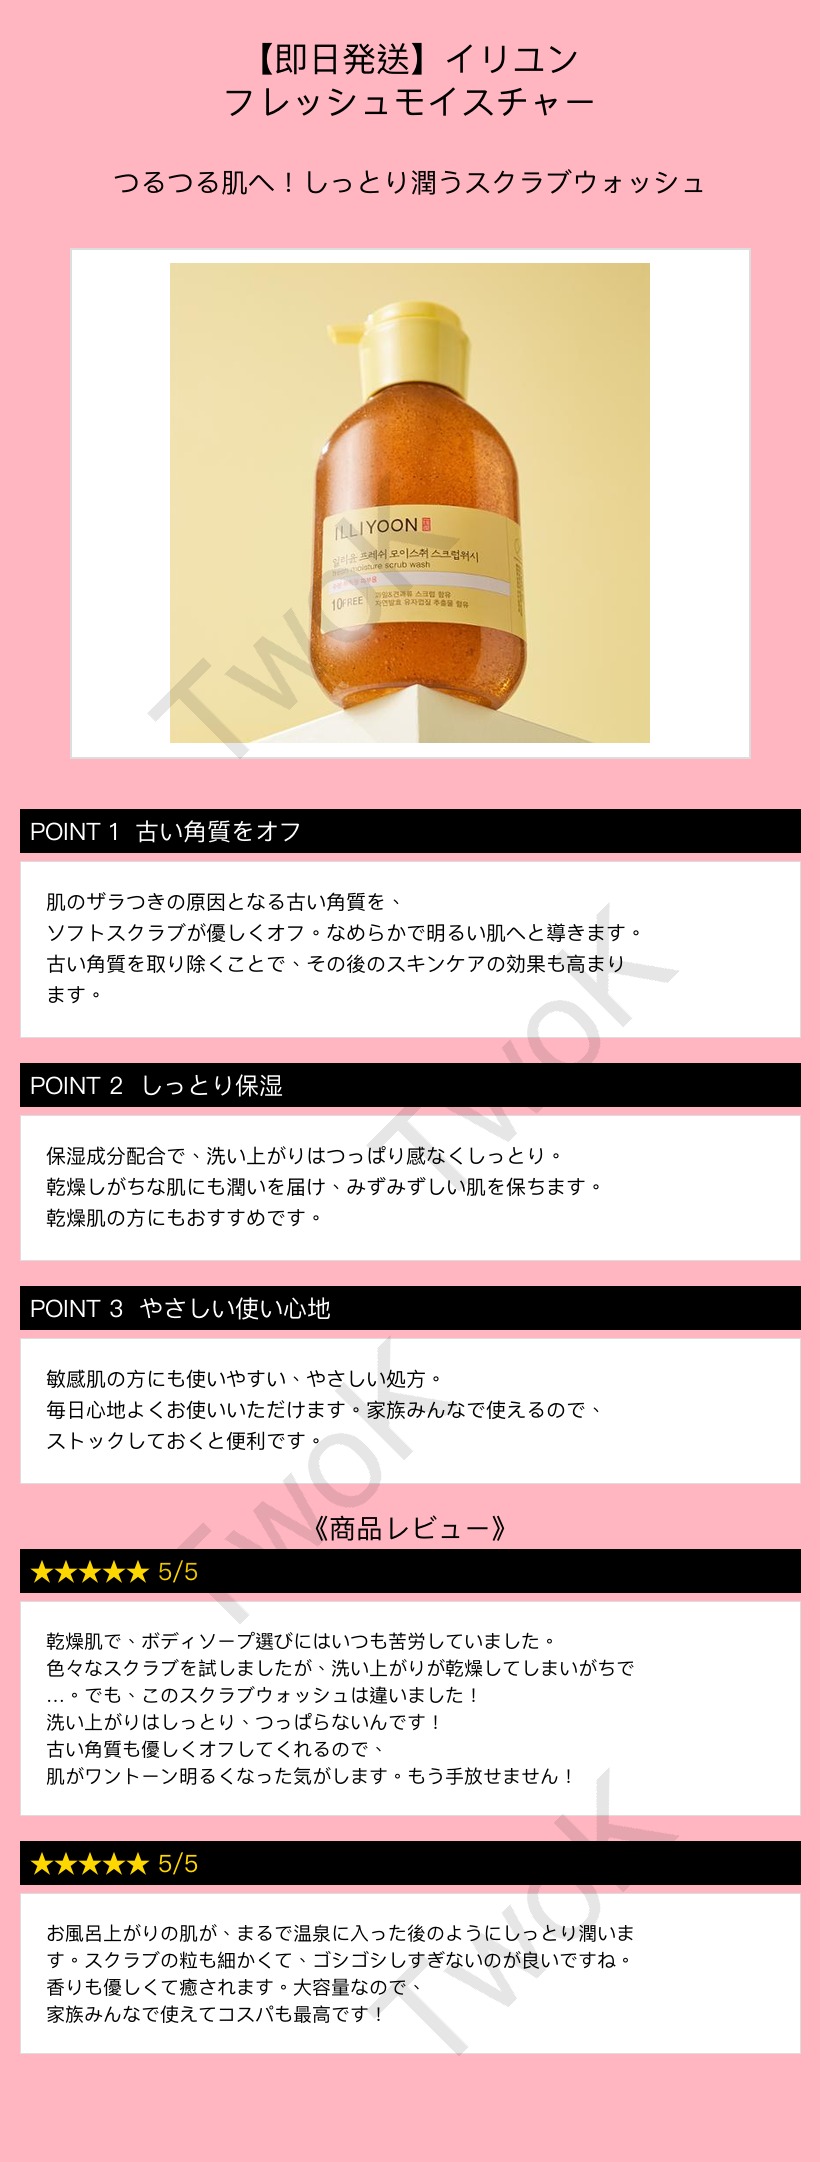 【即日発送】イリユン
フレッシュモイスチャー
つるつる肌へ！しっとり潤うスクラブウォッシュ
ILLIYOON
일리윤 프레쉬 모이스춰 스크럽워시
fresh moisture scrub wash
10FREE
과일&견과류 스크럽 함유
자연발효 유자껍질 추출물 함유
TwoK
POINT 1 古い角質をオフ
肌のザラつきの原因となる古い角質を、
ソフトスクラブが優しくオフ。なめらかで明るい肌へと導きます。
古い角質を取り除くことで、その後のスキンケアの効果も高まり
ます。
TwoK
POINT 2 しっとり保湿
保湿成分配合で、洗い上がりはつっぱり感なくしっとり。
乾燥しがちな肌にも潤いを届け、みずみずしい肌を保ちます。
乾燥肌の方にもおすすめです。
POINT 3 やさしい使い心地
敏感肌の方にも使いやすい、やさしい処方。
毎日心地よくお使いいただけます。家族みんなで使えるので、
ストックしておくと便利です。
TwoK
《商品レビュー》
★★★★★ 5/5
乾燥肌で、ボディソープ選びにはいつも苦労していました。
色々なスクラブを試しましたが、洗い上がりが乾燥してしまいがちで
…。でも、このスクラブウォッシュは違いました！
洗い上がりはしっとり、つっぱらないんです！
古い角質も優しくオフしてくれるので、
肌がワントーン明るくなった気がします。もう手放せません！
★★★★★ 5/5
お風呂上がりの肌が、まるで温泉に入った後のようにしっとり潤いま
す。スクラブの粒も細かくて、ゴシゴシしすぎないのが良いですね。
香りも優しくて癒されます。大容量なので、
家族みんなで使えてコスパも最高です！
TwoK